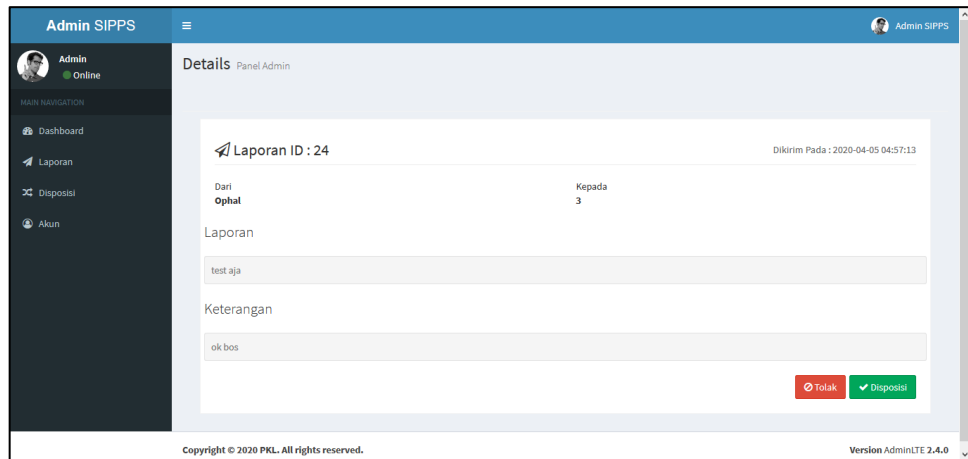 Admin SIPPS
Admin SIPPS
Admin
Online
Details Panel Admin
MAIN NAVIGATION
Dashboard
Laporan
Disposisi
Akun
Laporan ID : 24
Dikirim Pada : 2020-04-05 04:57:13
Dari
Ophal
Kepada
3
Laporan
test aja
Keterangan
ok bos
Tolak
Disposisi
Copyright © 2020 PKL. All rights reserved.
Version AdminLTE 2.4.0